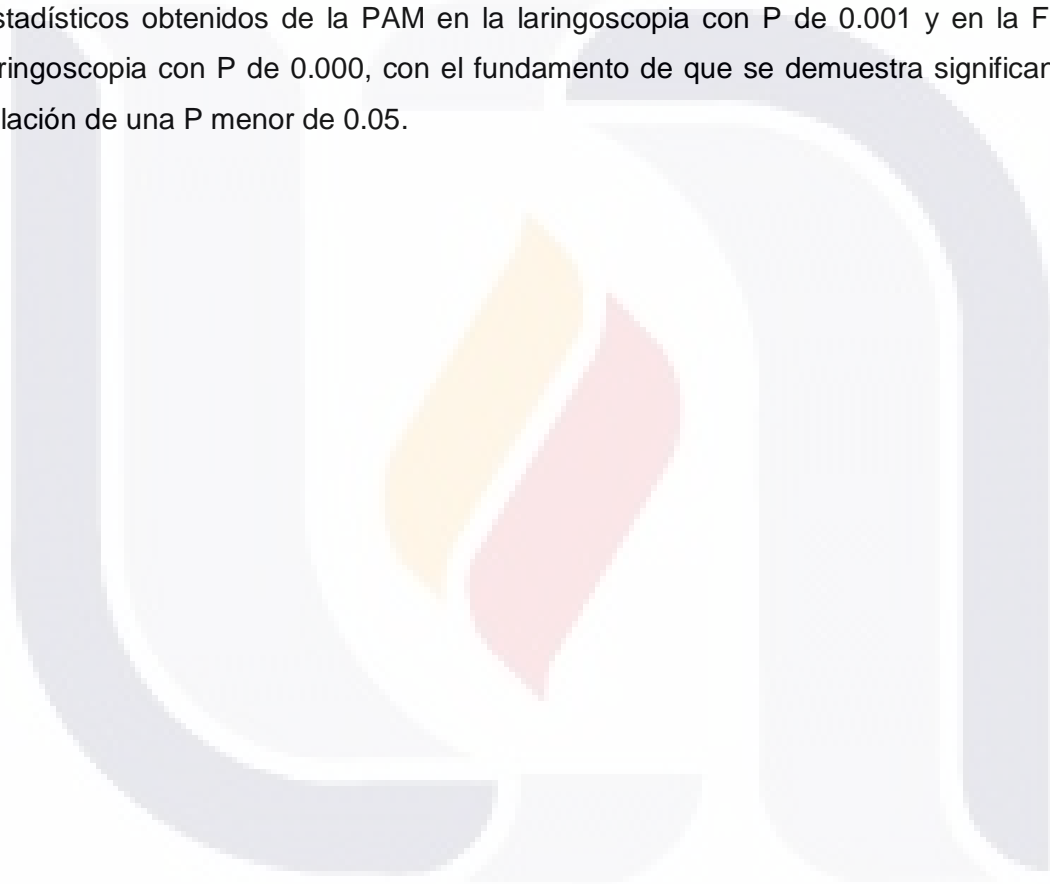 stadísticos obtenidos de la PAM en la laringoscopia con P de 0.001 y en la F
ringoscopia con P de 0.000, con el fundamento de que se demuestra significan
lación de una P menor de 0.05.